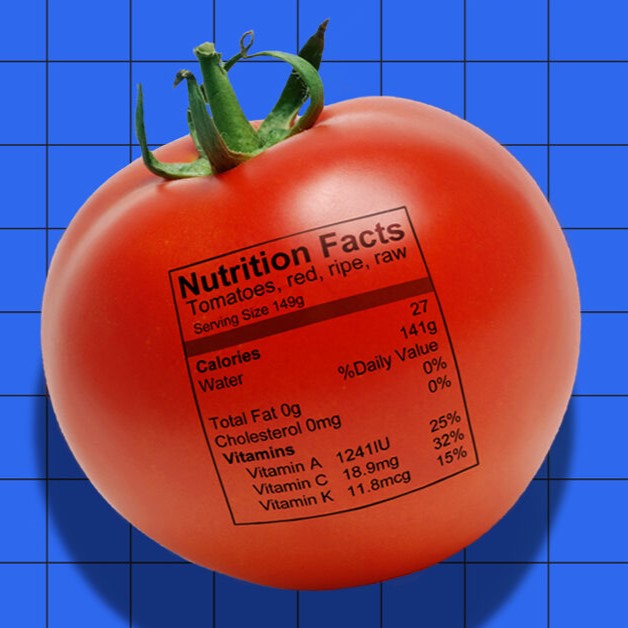 Nutrition Facts
Tomatoes, red, ripe, raw
Serving Size 149g
Calories 27
Water 141g
%Daily Value
Total Fat 0g 0%
Cholesterol 0mg 0%
Vitamins
Vitamin A 1241IU 25%
Vitamin C 18.9mg 32%
Vitamin K 11.8mcg 15%